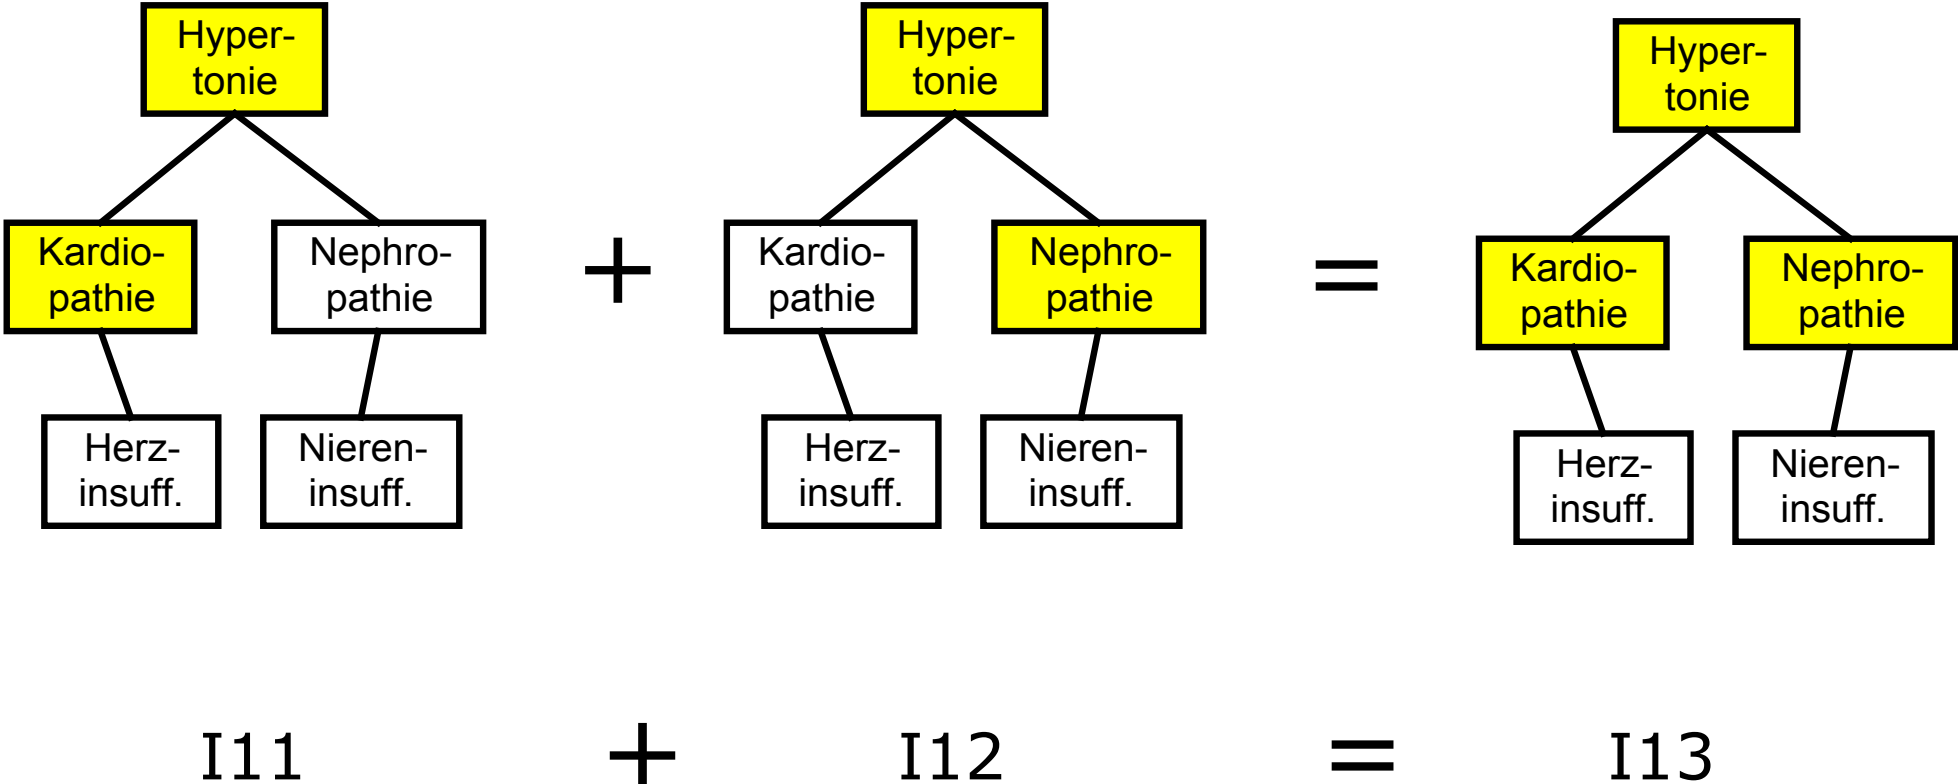 Hyper-
tonie
Kardio-
pathie
Nephro-
pathie
Herz-
insuff.
Nieren-
insuff.
+
Hyper-
tonie
Kardio-
pathie
Nephro-
pathie
Herz-
insuff.
Nieren-
insuff.
=
Hyper-
tonie
Kardio-
pathie
Nephro-
pathie
Herz-
insuff.
Nieren-
insuff.
I11 + I12 = I13